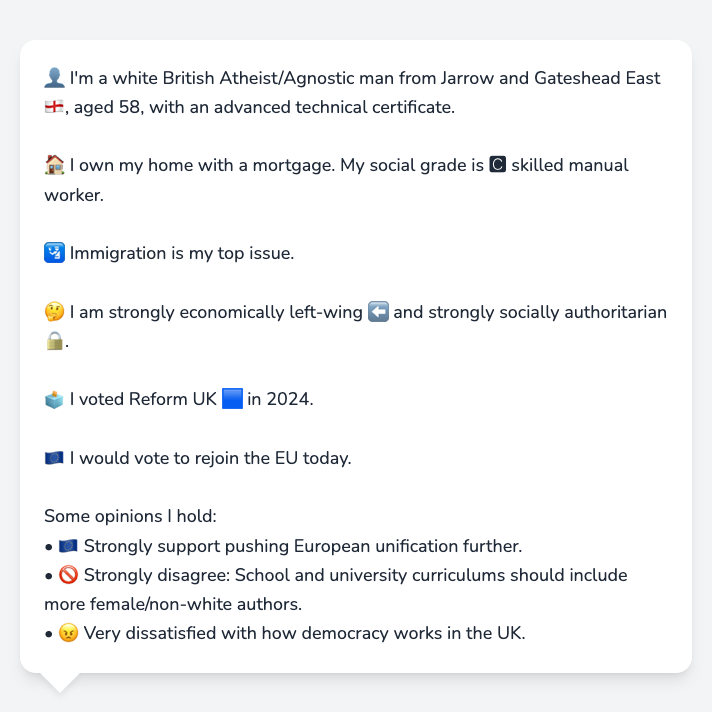 👤 I'm a white British Atheist/Agnostic man from Jarrow and Gateshead East
🏴󠁧󠁢󠁥󠁮󠁧󠁿, aged 58, with an advanced technical certificate.
🏠 I own my home with a mortgage. My social grade is 🅲 skilled manual
worker.
🛂 Immigration is my top issue.
🤔 I am strongly economically left-wing ⬅️ and strongly socially authoritarian
🔒.
🗳️ I voted Reform UK 🟦 in 2024.
🇪🇺 I would vote to rejoin the EU today.
Some opinions I hold:
• 🇪🇺 Strongly support pushing European unification further.
• 🚫 Strongly disagree: School and university curriculums should include
more female/non-white authors.
• 😠 Very dissatisfied with how democracy works in the UK.